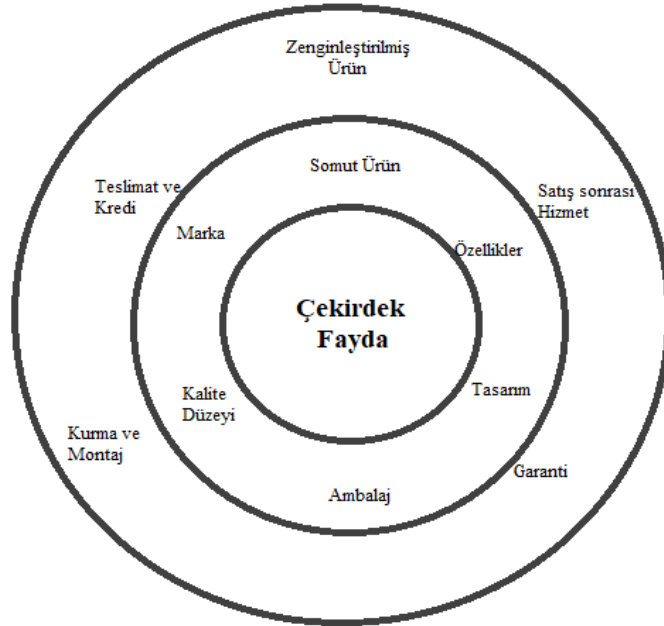 Zenginleştirilmiş
Ürün
Somut Ürün
Teslimat ve
Kredi
Satış sonrası
Hizmet
Marka
Özellikler
Çekirdek
Fayda
Kalite
Düzeyi
Tasarım
Kurma ve
Montaj
Garanti
Ambalaj